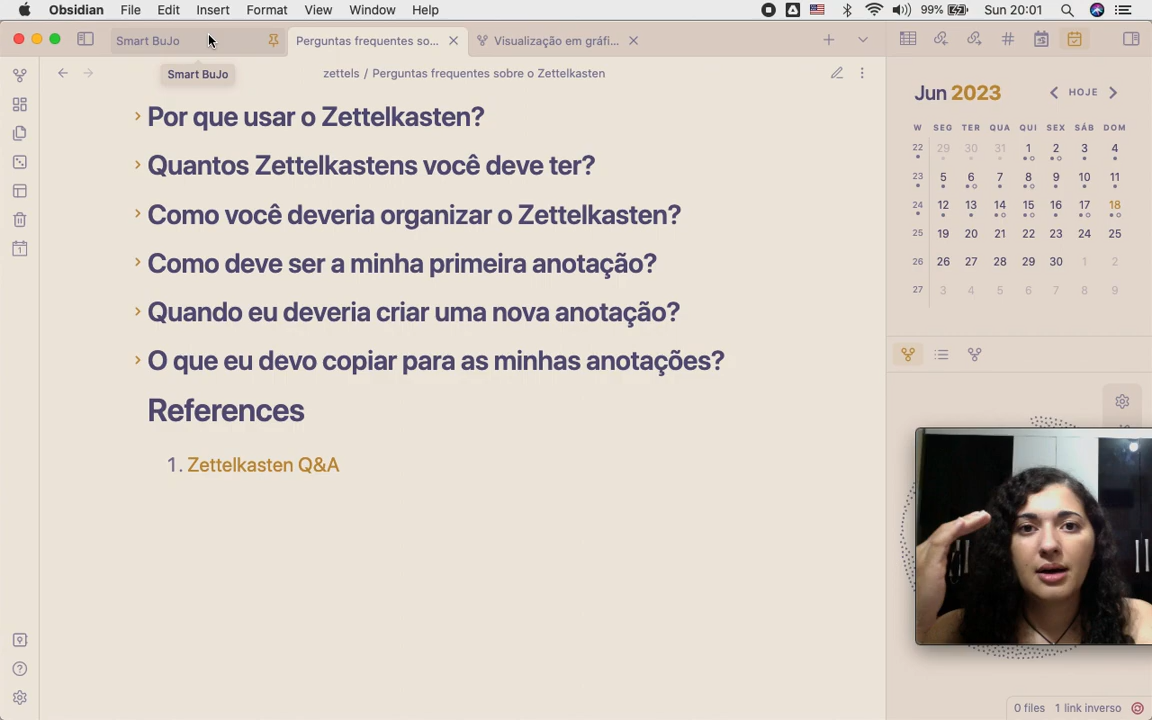 Obsidian File Edit Insert Format View Window Help 99% Sun 20:01
Smart BuJo Perguntas frequentes so... Visualização em gráfi...
Smart BuJo
zettels / Perguntas frequentes sobre o Zettelkasten
Por que usar o Zettelkasten?
Quantos Zettelkastens você deve ter?
Como você deveria organizar o Zettelkasten?
Como deve ser a minha primeira anotação?
Quando eu deveria criar uma nova anotação?
O que eu devo copiar para as minhas anotações?
References
1. Zettelkasten Q&A
Jun 2023 HOJE
W SEG TER QUA QUI SEX SÁB DOM
22 29 30 31 1 2 3 4
23 5 6 7 8 9 10 11
24 12 13 14 15 16 17 18
25 19 20 21 22 23 24 25
26 26 27 28 29 30 1 2
27 3 4 5 6 7 8 9
0 files 1 link inverso